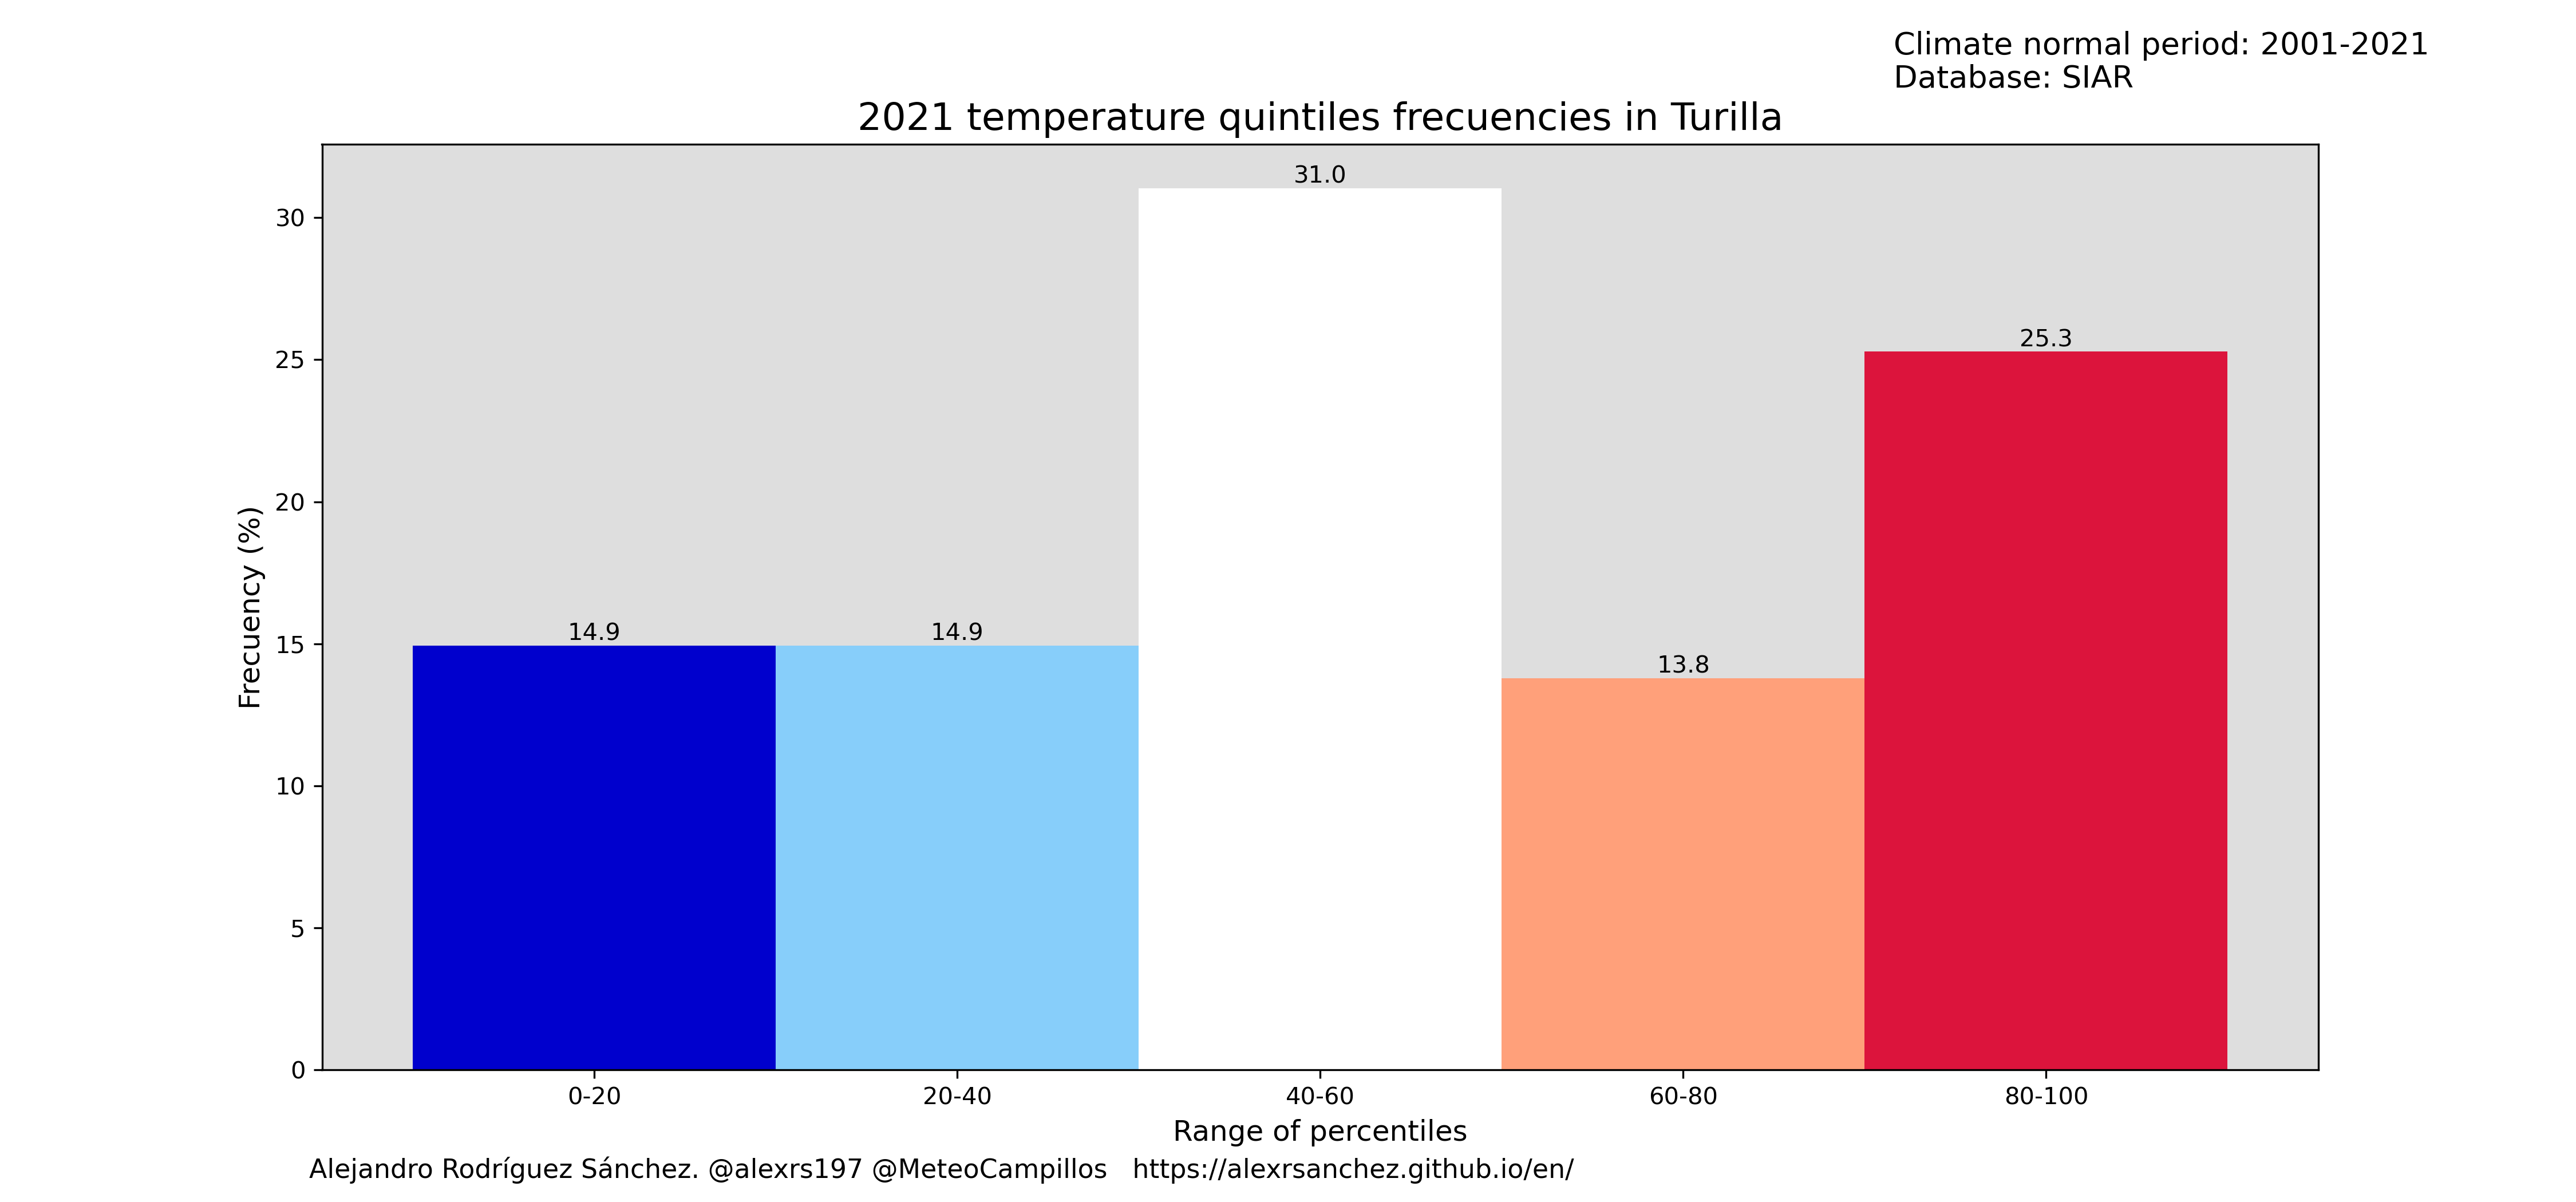 Climate normal period: 2001-2021
Database: SIAR
2021 temperature quintiles frecuencies in Turilla
31.0
30
25.3
25
20
Frecuency (%)
14.9
14.9
15
13.8
10
5
0
0-20
20-40
40-60
60-80
80-100
Range of percentiles
Alejandro Rodríguez Sánchez. @alexrs197 @MeteoCampillos https://alexrsanchez.github.io/en/